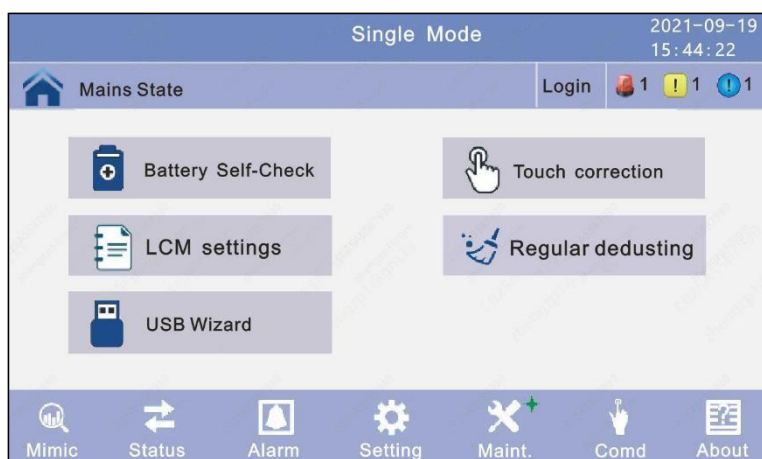 Single Mode
2021-09-19
15:44:22
Mains State
Login
1
! 1
! 1
Battery Self-Check
Touch correction
LCM settings
Regular dedusting
USB Wizard
Mimic
Status
Alarm
Setting
Maint.
Comd
About